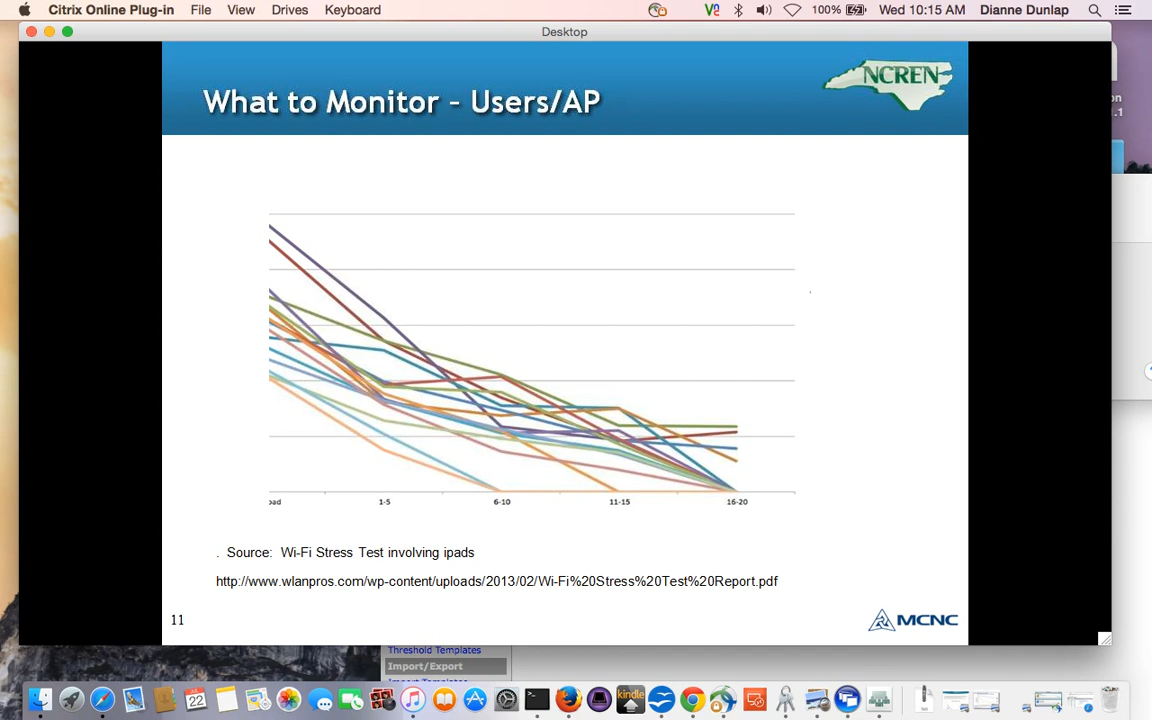 Citrix Online Plug-in File View Drives Keyboard 100% Wed 10:15 AM Dianne Dunlap
Desktop
NCREN
What to Monitor – Users/AP
1-5 6-10 11-15 16-20
. Source: Wi-Fi Stress Test involving ipads
http://www.wlanpros.com/wp-content/uploads/2013/02/Wi-Fi%20Stress%20Test%20Report.pdf
11
MCNC
Threshold Templates
Import/Export
22
kindle